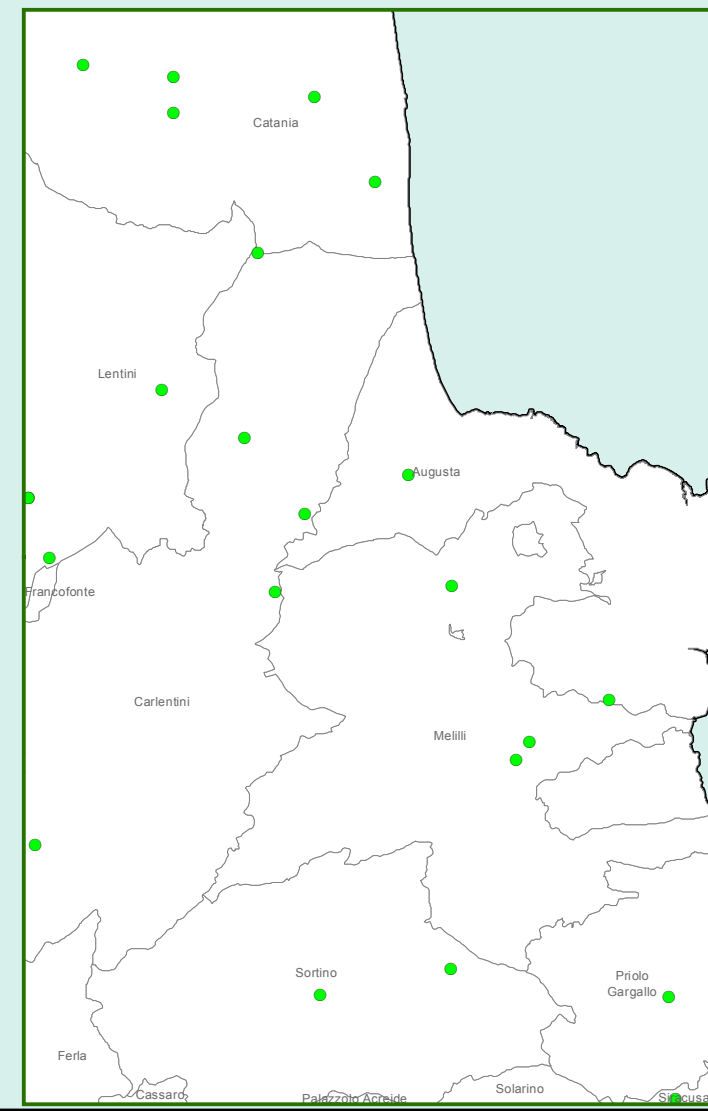 Catania
Lentini
Augusta
Francofonte
Carlentini
Melilli
Sortino
Priolo
Gargallo
Ferla
Cassaro
Palazzolo Acreide
Solarino
Siracusa